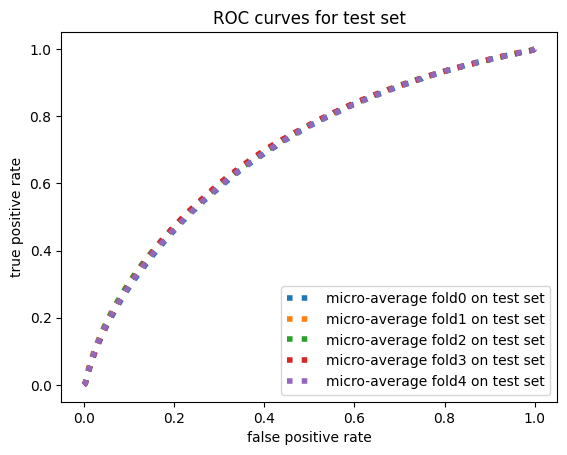 ROC curves for test set
1.0
0.8
0.6
0.4
0.2
0.0
true positive rate
micro-average fold0 on test set
micro-average fold1 on test set
micro-average fold2 on test set
micro-average fold3 on test set
micro-average fold4 on test set
0.0 0.2 0.4 0.6 0.8 1.0
false positive rate